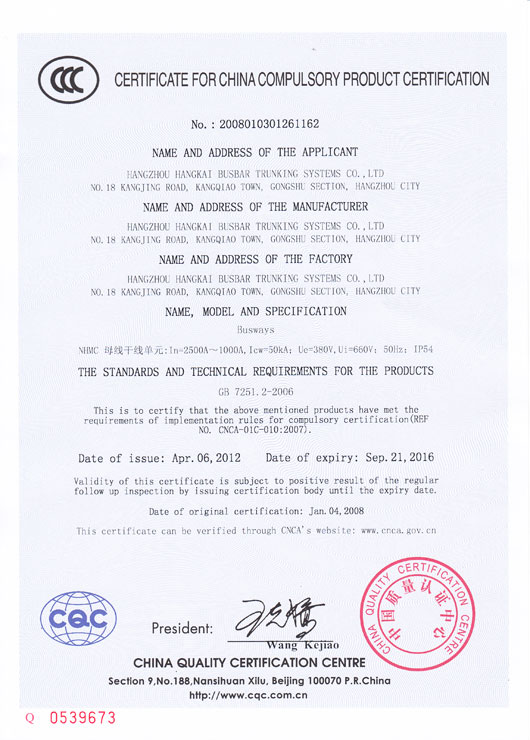 CCC
CERTIFICATE FOR CHINA COMPULSORY PRODUCT CERTIFICATION
No.: 2008010301261162
NAME AND ADDRESS OF THE APPLICANT
HANGZHOU HANGKAI BUSBAR TRUNKING SYSTEMS CO.,LTD
NO.18 KANGJING ROAD, KANGQIAO TOWN, GONGSHU SECTION, HANGZHOU CITY
NAME AND ADDRESS OF THE MANUFACTURER
HANGZHOU HANGKAI BUSBAR TRUNKING SYSTEMS CO.,LTD
NO.18 KANGJING ROAD, KANGQIAO TOWN, GONGSHU SECTION, HANGZHOU CITY
NAME AND ADDRESS OF THE FACTORY
HANGZHOU HANGKAI BUSBAR TRUNKING SYSTEMS CO.,LTD
NO.18 KANGJING ROAD, KANGQIAO TOWN, GONGSHU SECTION, HANGZHOU CITY
NAME, MODEL AND SPECIFICATION
Busways
NHMC 母线干线单元:In=2500A~1000A,Icw=50kA; Ue=380V,Ui=660V; 50Hz; IP54
THE STANDARDS AND TECHNICAL REQUIREMENTS FOR THE PRODUCTS
GB 7251.2-2006
This is to certify that the above mentioned products have met the
requirements of implementation rules for compulsory certification(REF
NO. CNCA-01C-010:2007).
Date of issue: Apr.06,2012 Date of expiry: Sep.21,2016
Validity of this certificate is subject to positive result of the regular
follow up inspection by issuing certification body until the expiry date.
Date of original certification: Jan.04,2008
This certificate can be verified through CNCA's website: www.cnca.gov.cn
CQC
President:
Wang Kejiao
CHINA QUALITY CERTIFICATION CENTRE
中国质量认证中心
CHINA QUALITY CERTIFICATION CENTRE
Section 9,No.188,Nansihuan Xilu, Beijing 100070 P.R.China
http://www.cqc.com.cn
Q 0539673